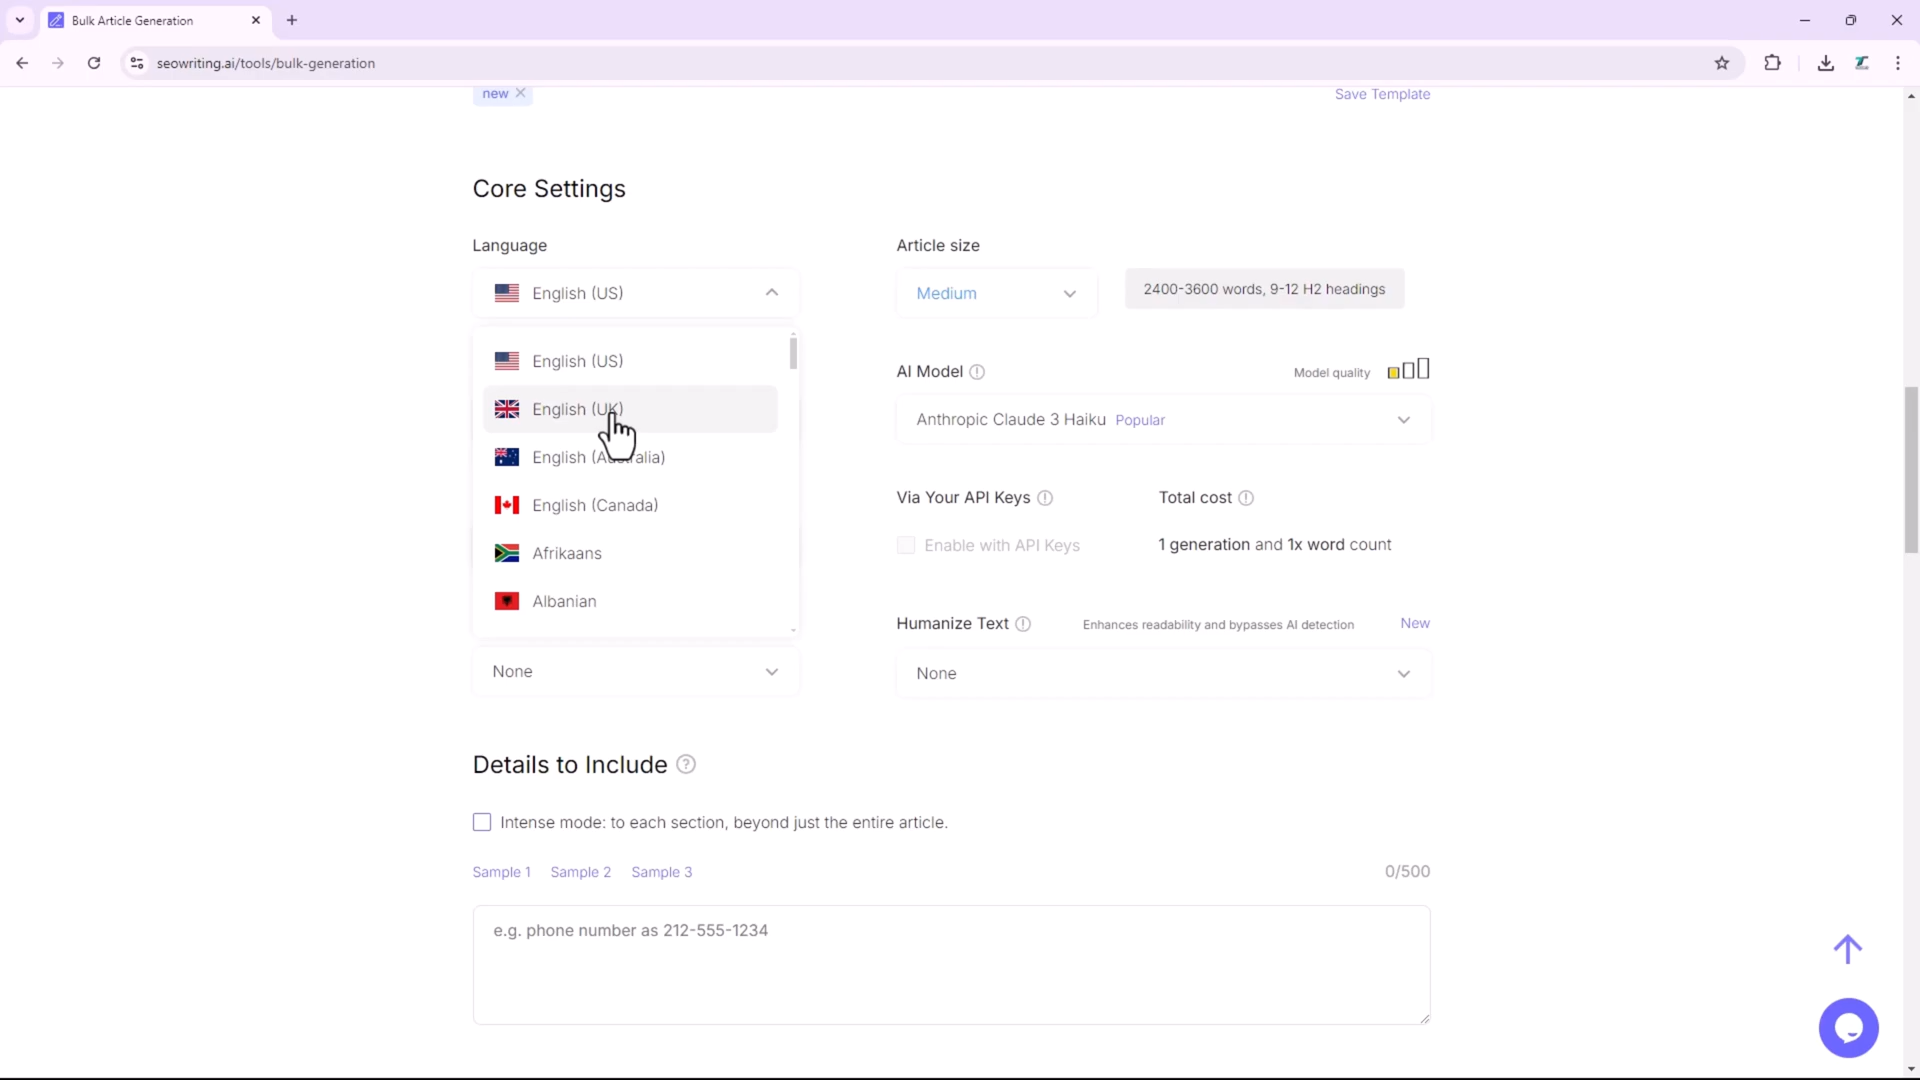 Bulk Article Generation
seowriting.ai/tools/bulk-generation
new
Save Template
Core Settings
Language
Article size
English (US)
Medium
2400-3600 words, 9-12 H2 headings
English (US)
English (UK)
English (Australia)
English (Canada)
Afrikaans
Albanian
AI Model
Model quality
Anthropic Claude 3 Haiku Popular
Via Your API Keys
Total cost
Enable with API Keys
1 generation and 1x word count
Humanize Text
Enhances readability and bypasses AI detection
New
None
None
Details to Include
Intense mode: to each section, beyond just the entire article.
Sample 1 Sample 2 Sample 3
0/500
e.g. phone number as 212-555-1234